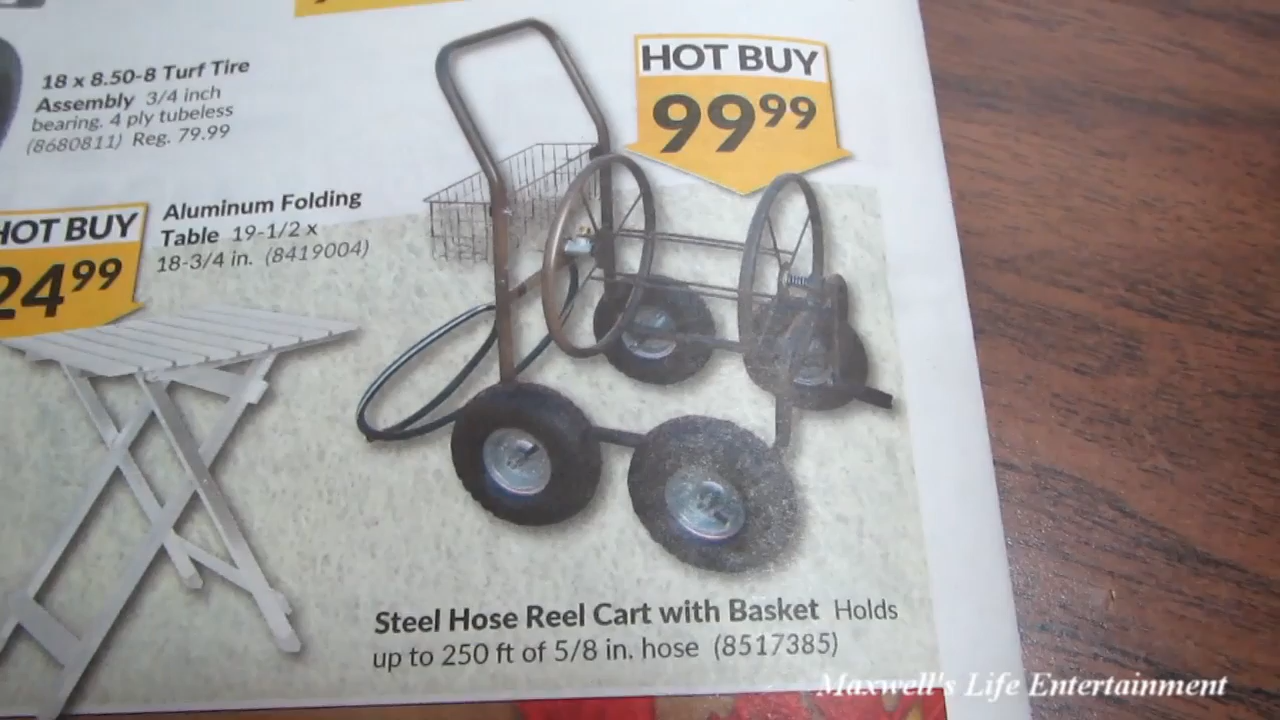 18 x 8.50-8 Turf Tire
Assembly 3/4 inch
bearing. 4 ply tubeless
(8680811) Reg. 79.99
HOT BUY
99 99
HOT BUY
24 99
Aluminum Folding
Table 19-1/2 x
18-3/4 in. (8419004)
Steel Hose Reel Cart with Basket Holds
up to 250 ft of 5/8 in. hose (8517385)
Maxwell's Life Entertainment